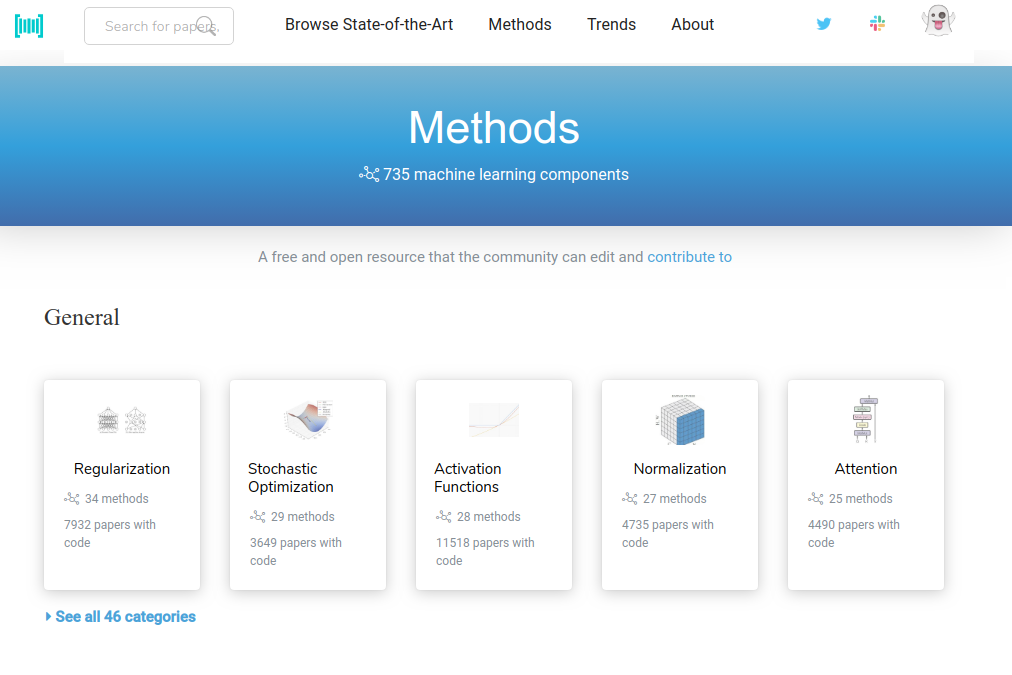 Search for papers.
Browse State-of-the-Art
Methods
Trends
About
Methods
735 machine learning components
A free and open resource that the community can edit and contribute to
General
Regularization
34 methods
7932 papers with
code
Stochastic
Optimization
29 methods
3649 papers with
code
Activation
Functions
28 methods
11518 papers with
code
Normalization
27 methods
4735 papers with
code
Attention
25 methods
4490 papers with
code
See all 46 categories